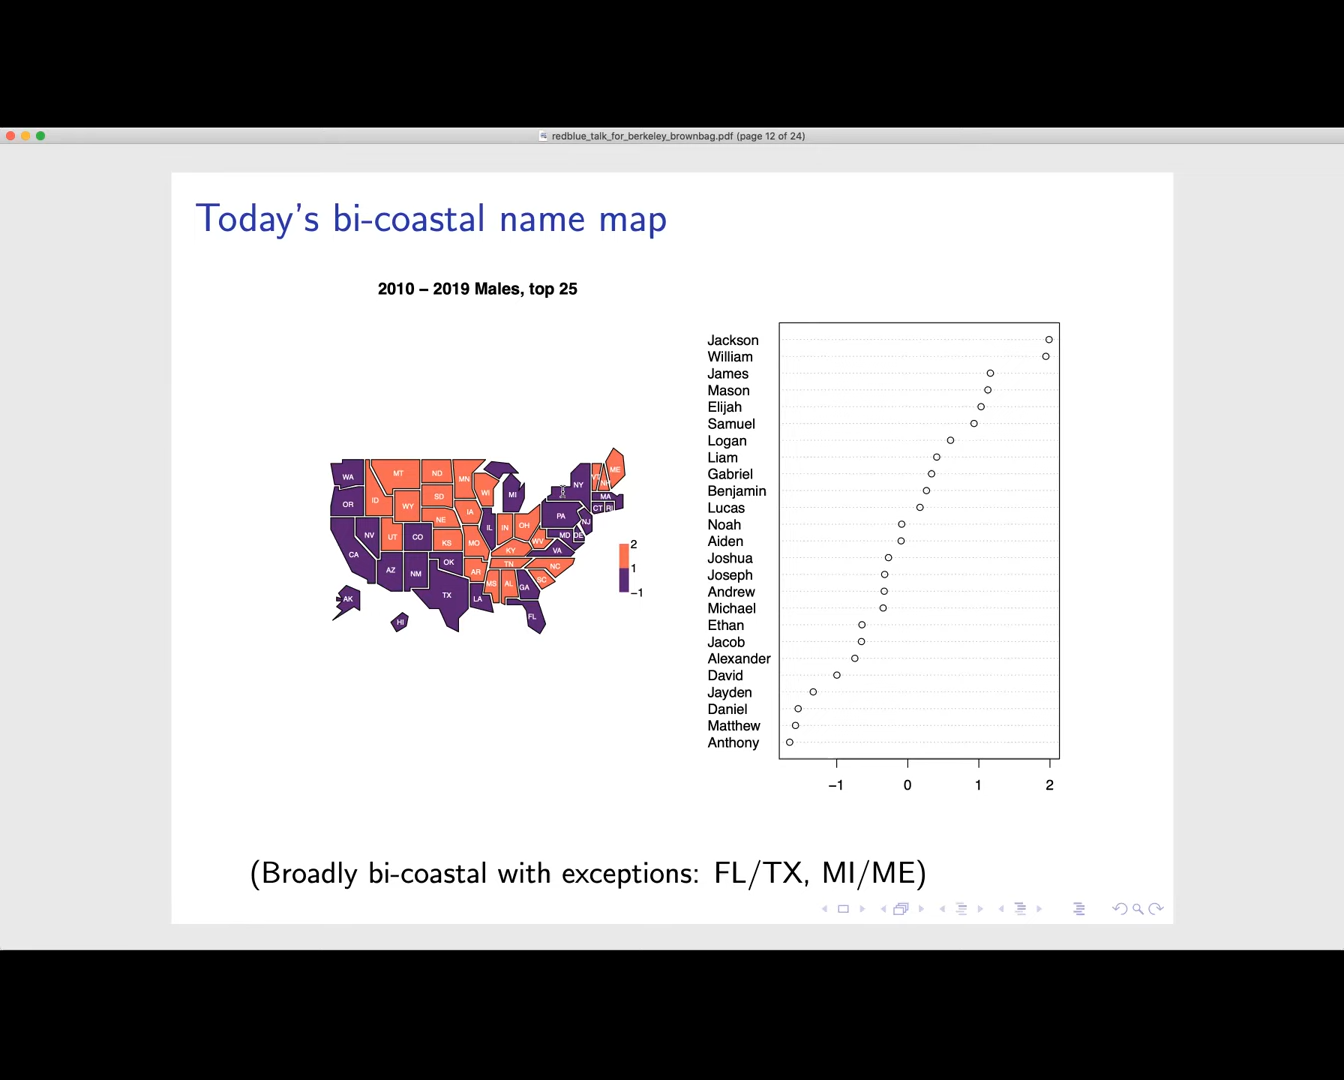 redblue_talk_for_berkeley_brownbag.pdf (page 12 of 24)
Today's bi-coastal name map
2010 – 2019 Males, top 25
WA
MT
ND
MN
ME
VT
NH
OR
ID
WY
SD
WI
MI
NY
MA
CT
RI
NV
UT
CO
NE
IA
IL
IN
OH
PA
NJ
CA
KS
MO
KY
WV
VA
MD
DE
AZ
NM
OK
AR
TN
NC
SC
TX
LA
MS
AL
GA
FL
AK
HI
2
1
−1
Jackson
William
James
Mason
Elijah
Samuel
Logan
Liam
Gabriel
Benjamin
Lucas
Noah
Aiden
Joshua
Joseph
Andrew
Michael
Ethan
Jacob
Alexander
David
Jayden
Daniel
Matthew
Anthony
−1 0 1 2
(Broadly bi-coastal with exceptions: FL/TX, MI/ME)